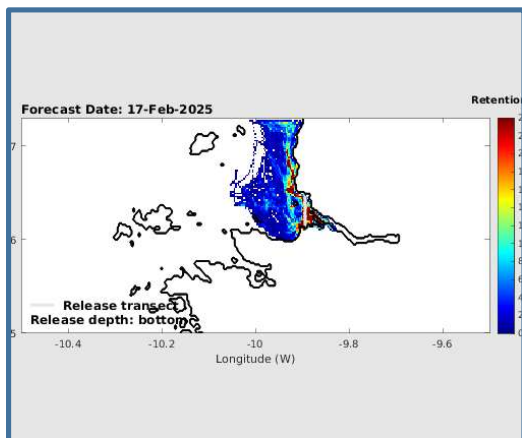 Retention
Forecast Date: 17-Feb-2025
7
6
5
Release transect
Release depth: bottom
-10.4 -10.2 -10 -9.8 -9.6
Longitude (W)